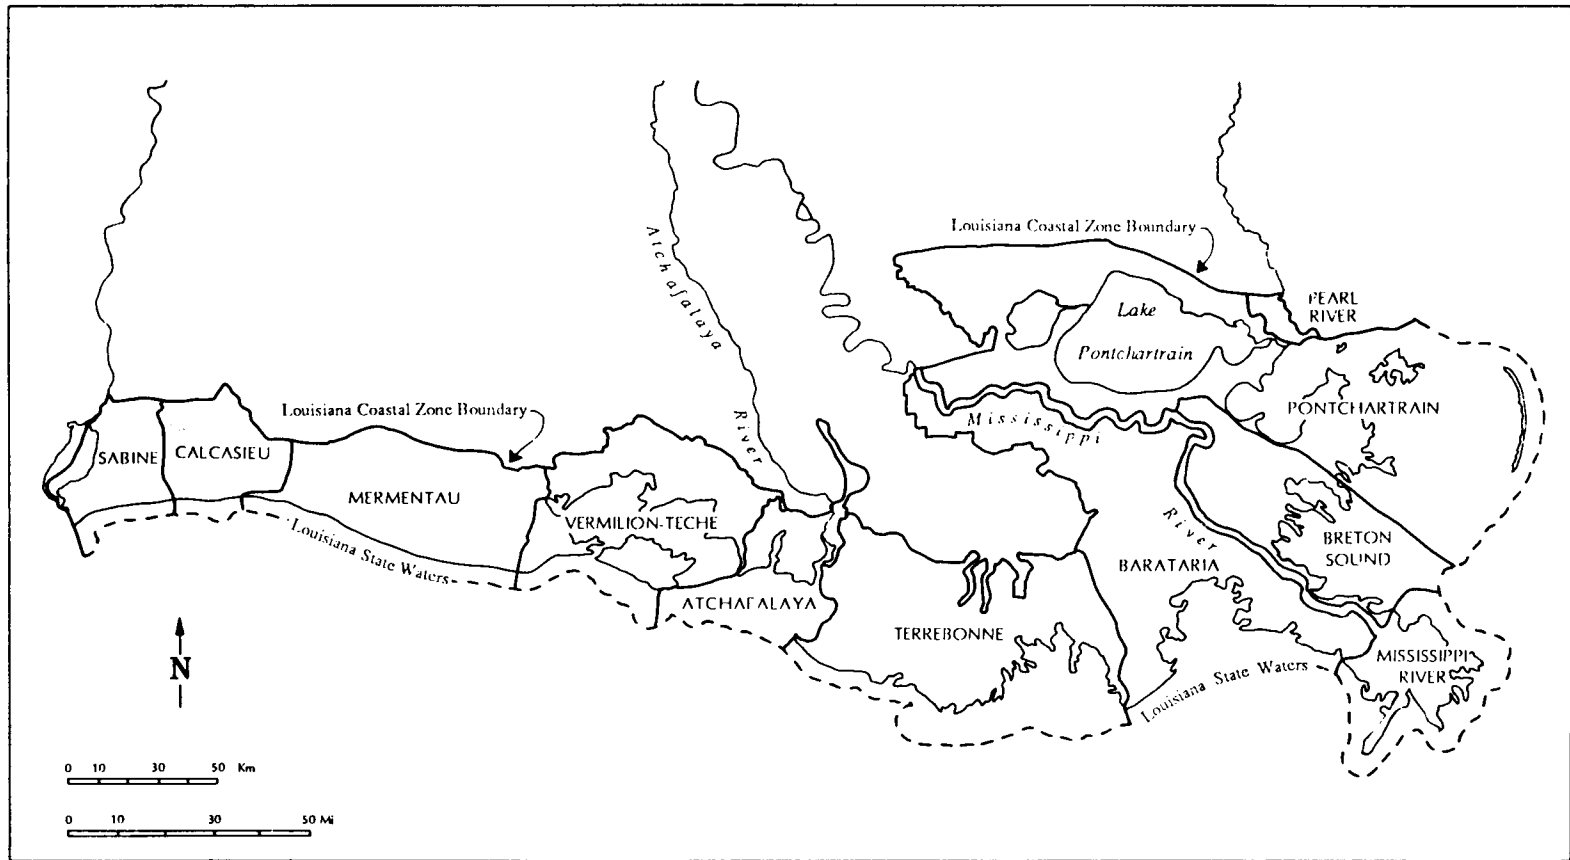 Louisiana Coastal Zone Boundary
PEARL
RIVER
Lake
Pontchartrain
Atchafalaya
River
PONTCHARTRAIN
Louisiana Coastal Zone Boundary
Mississippi
River
SABINE
CALCASIEU
MERMENTAU
VERMILION-TECHE
Louisiana State Waters
BRETON
SOUND
BARATARIA
ATCHAFALAYA
TERREBONNE
MISSISSIPPI
RIVER
Louisiana State Waters
N
0 10 30 50 Km
0 10 30 50 Mi